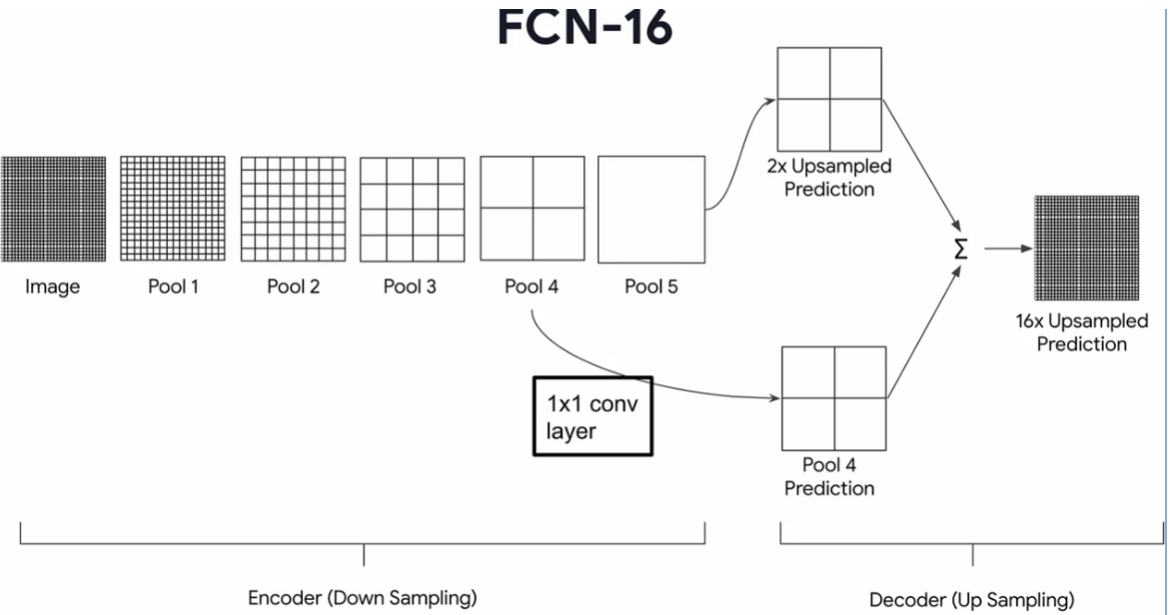 FCN-16
2x Upsampled
Prediction
Image
Pool 1
Pool 2
Pool 3
Pool 4
Pool 5
Σ
16x Upsampled
Prediction
1x1 conv
layer
Pool 4
Prediction
Encoder (Down Sampling)
Decoder (Up Sampling)